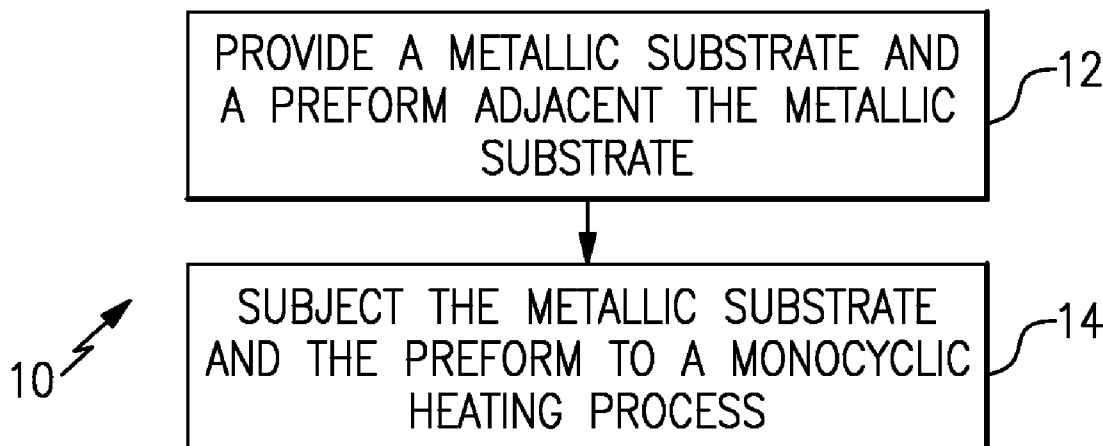 PROVIDE A METALLIC SUBSTRATE AND
A PREFORM ADJACENT THE METALLIC
SUBSTRATE
12
SUBJECT THE METALLIC SUBSTRATE
AND THE PREFORM TO A MONOCYCLIC
HEATING PROCESS
14
10